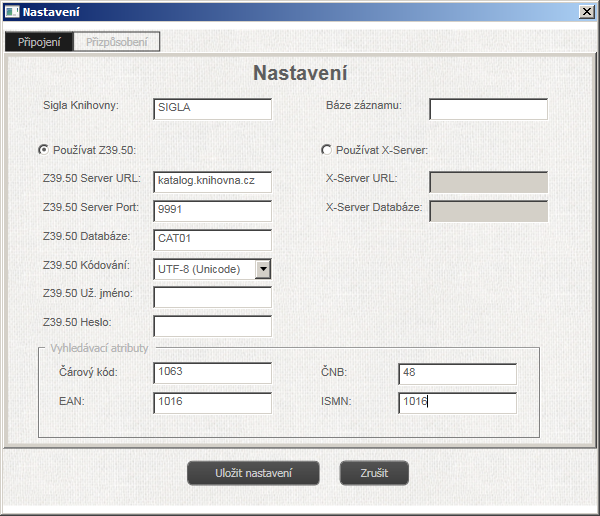 Nastavení
Připojení Přizpůsobení
Nastavení
Sigla Knihovny: SIGLA Báze záznamu:
Používat Z39.50: Používat X-Server:
Z39.50 Server URL: katalog.knihovna.cz X-Server URL:
Z39.50 Server Port: 9991 X-Server Databáze:
Z39.50 Databáze: CAT01
Z39.50 Kódování: UTF-8 (Unicode)
Z39.50 Už. jméno:
Z39.50 Heslo:
Vyhledávací atributy
Čárový kód: 1063 ČNB: 48
EAN: 1016 ISMN: 1016
Uložit nastavení Zrušit